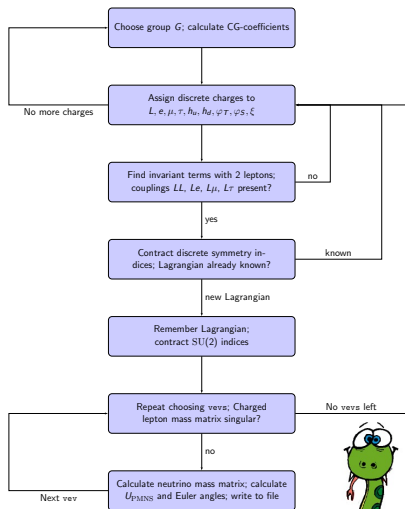 Choose group G; calculate CG-coefficients
No more charges
Assign discrete charges to
L, e, μ, τ, hᵤ, h_d, φ_T, φ_S, ξ
Find invariant terms with 2 leptons;
couplings LL, Le, Lμ, Lτ present?
no
yes
Contract discrete symmetry in-
dices; Lagrangian already known?
known
new Lagrangian
Remember Lagrangian;
contract SU(2) indices
Repeat choosing vevs; Charged
lepton mass matrix singular?
No vevs left
no
Calculate neutrino mass matrix; calculate
U_PMNS and Euler angles; write to file
Next vev